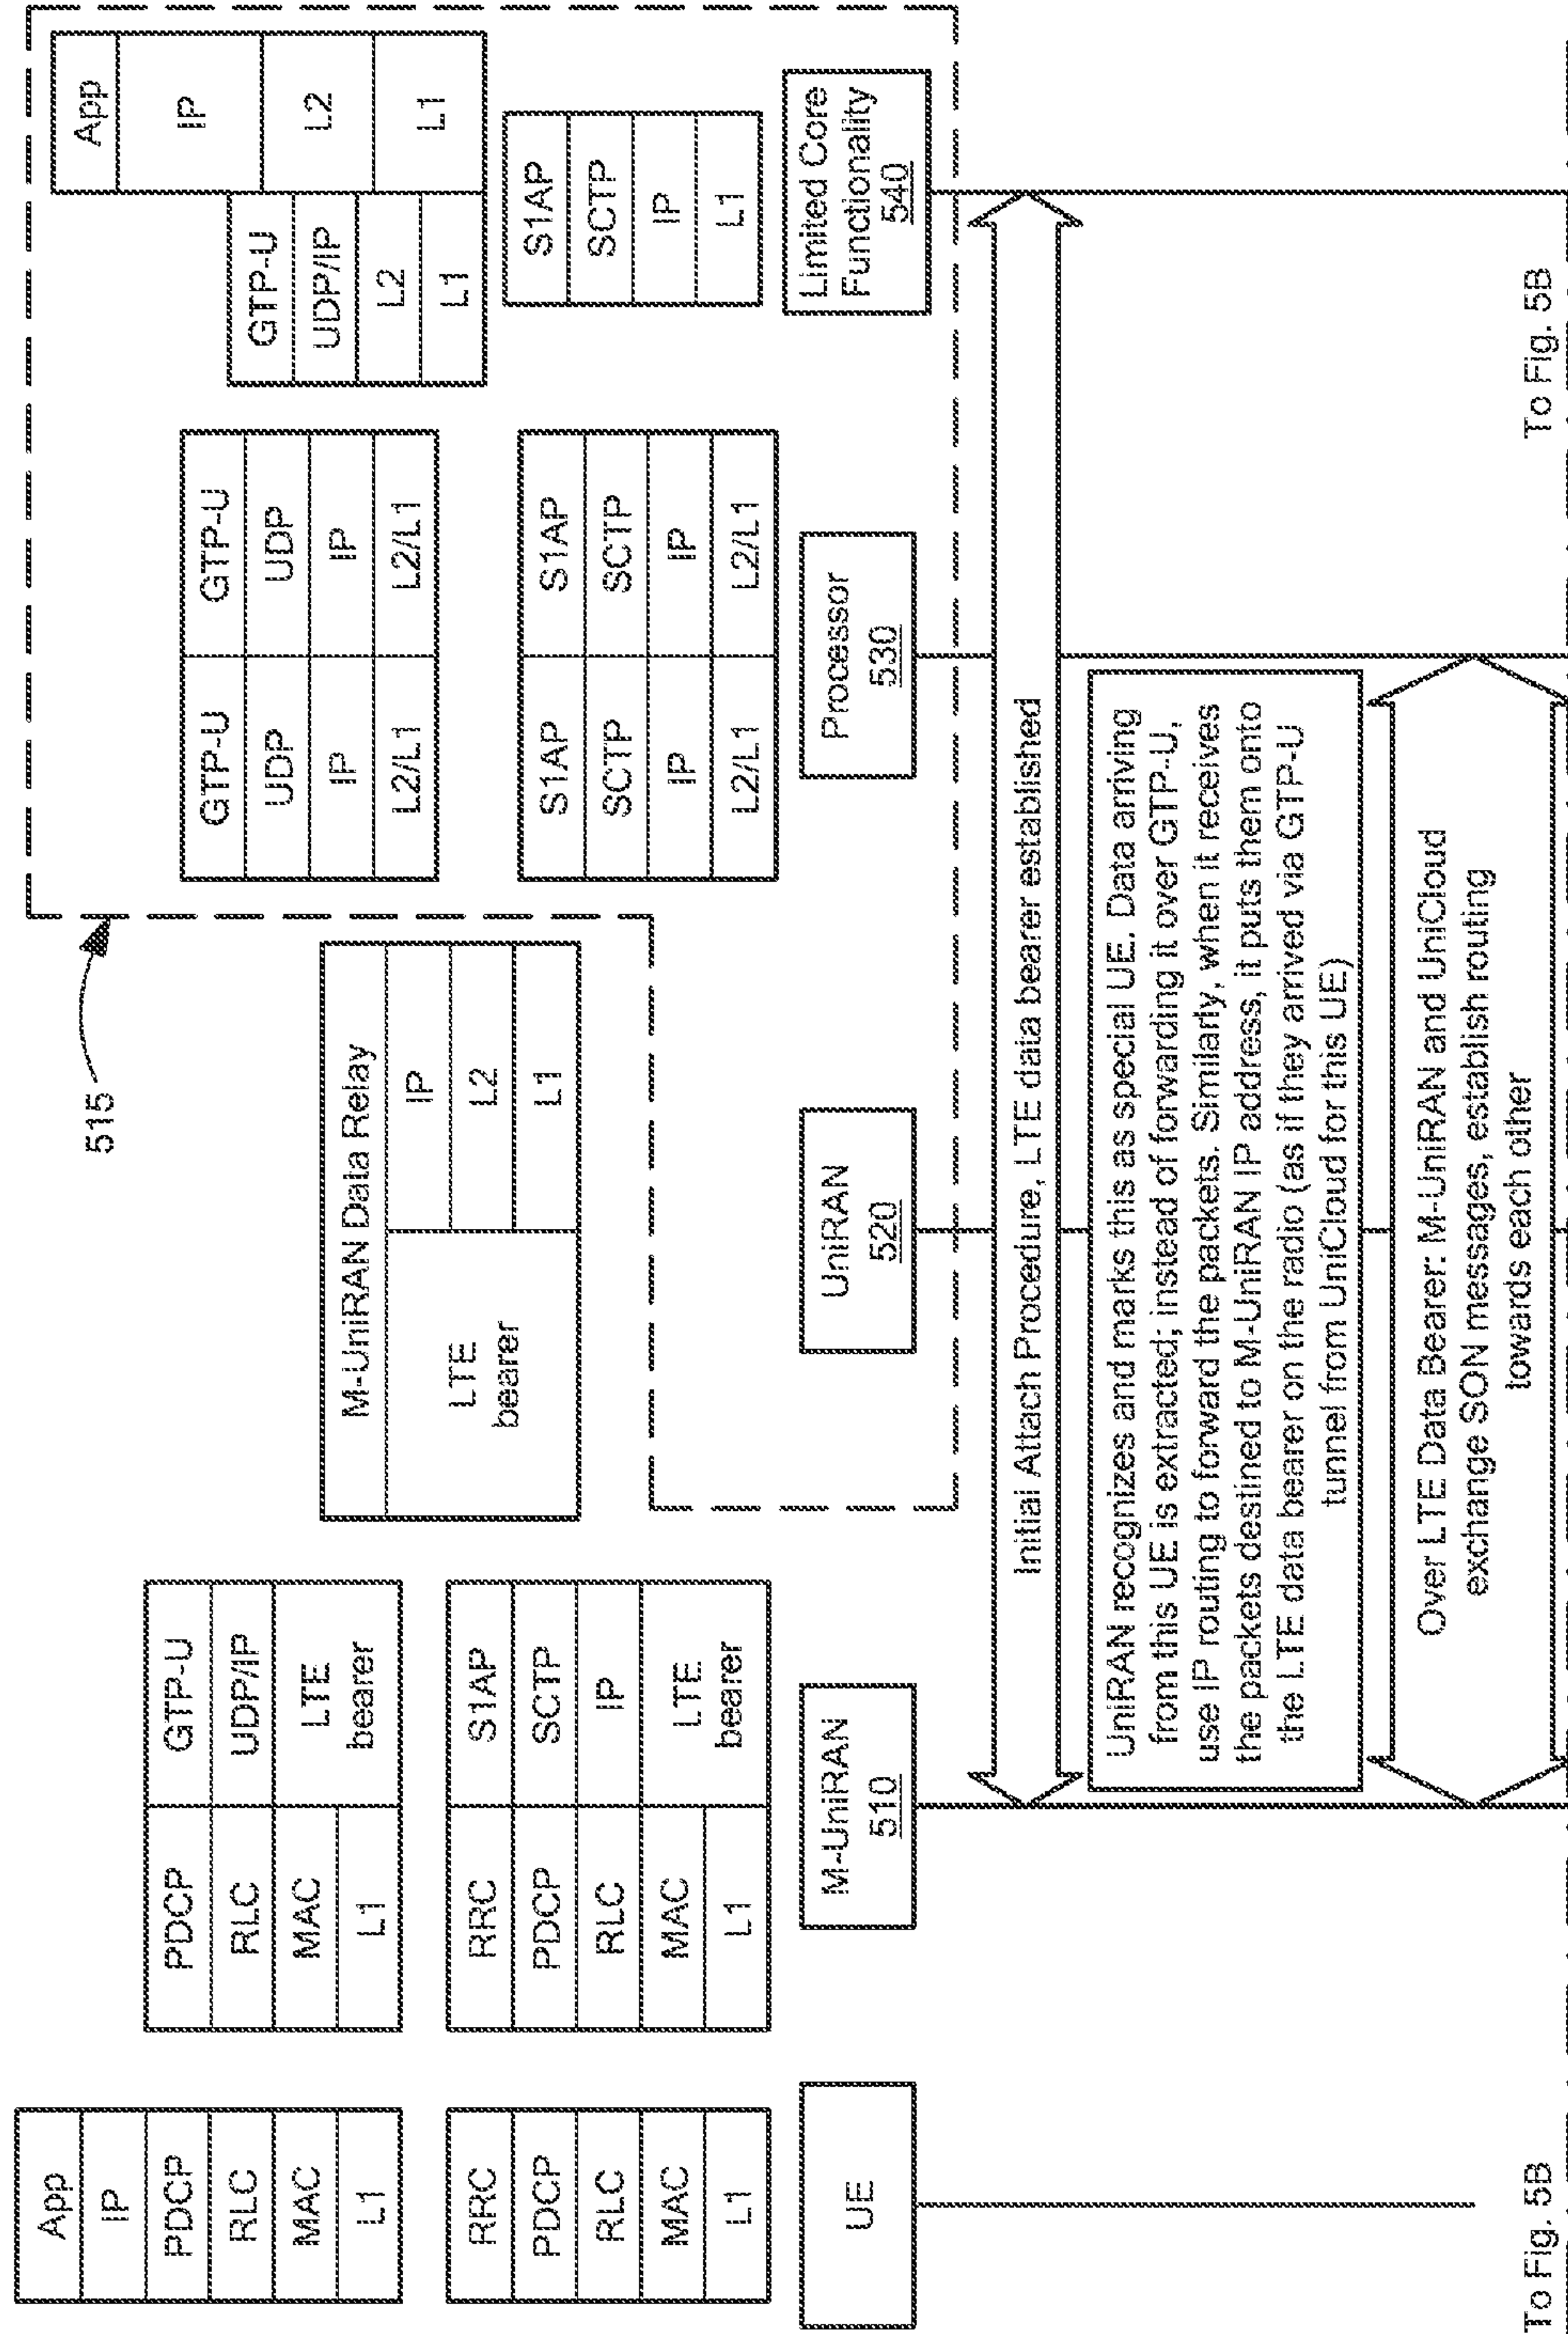 515
App
IP
PDCP
RLC
MAC
L1
RRC
PDCP
RLC
MAC
L1
UE
PDCP
RLC
MAC
L1
GTP-U
UDP/IP
LTE
bearer
RRC
PDCP
RLC
MAC
L1
S1AP
SCTP
IP
LTE
bearer
M-UniRAN
510
M-UniRAN Data Relay
LTE
bearer
IP
L2
L1
UniRAN
520
GTP-U
UDP
IP
L2/L1
GTP-U
UDP
IP
L2/L1
S1AP
SCTP
IP
L2/L1
S1AP
SCTP
IP
L2/L1
Processor
530
GTP-U
UDP/IP
L2
L1
App
IP
L2
L1
S1AP
SCTP
IP
L1
Limited Core
Functionality
540
Initial Attach Procedure, LTE data bearer established
UniRAN recognizes and marks this as special UE. Data arriving
from this UE is extracted; instead of forwarding it over GTP-U,
use IP routing to forward the packets. Similarly, when it receives
the packets destined to M-UniRAN IP address, it puts them onto
the LTE data bearer on the radio (as if they arrived via GTP-U
tunnel from UniCloud for this UE)
Over LTE Data Bearer: M-UniRAN and UniCloud
exchange SON messages, establish routing
towards each other
To Fig. 5B
To Fig. 5B